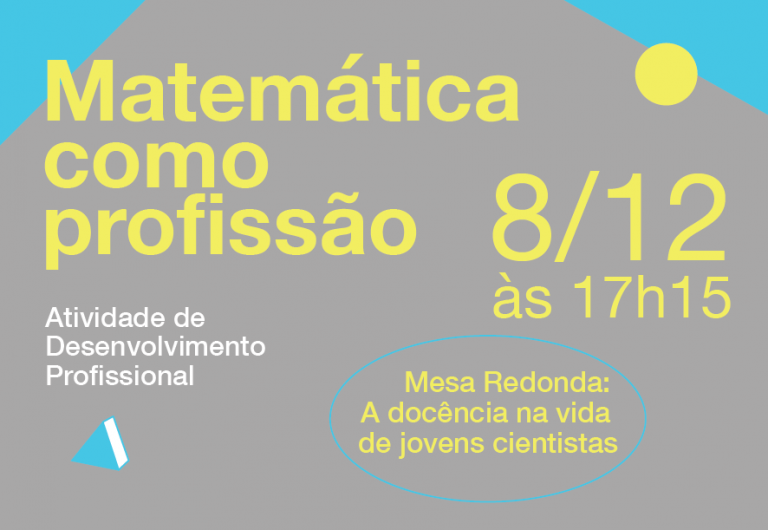 Matemática
como
profissão
8/12
às 17h15
Atividade de
Desenvolvimento
Profissional
Mesa Redonda:
A docência na vida
de jovens cientistas